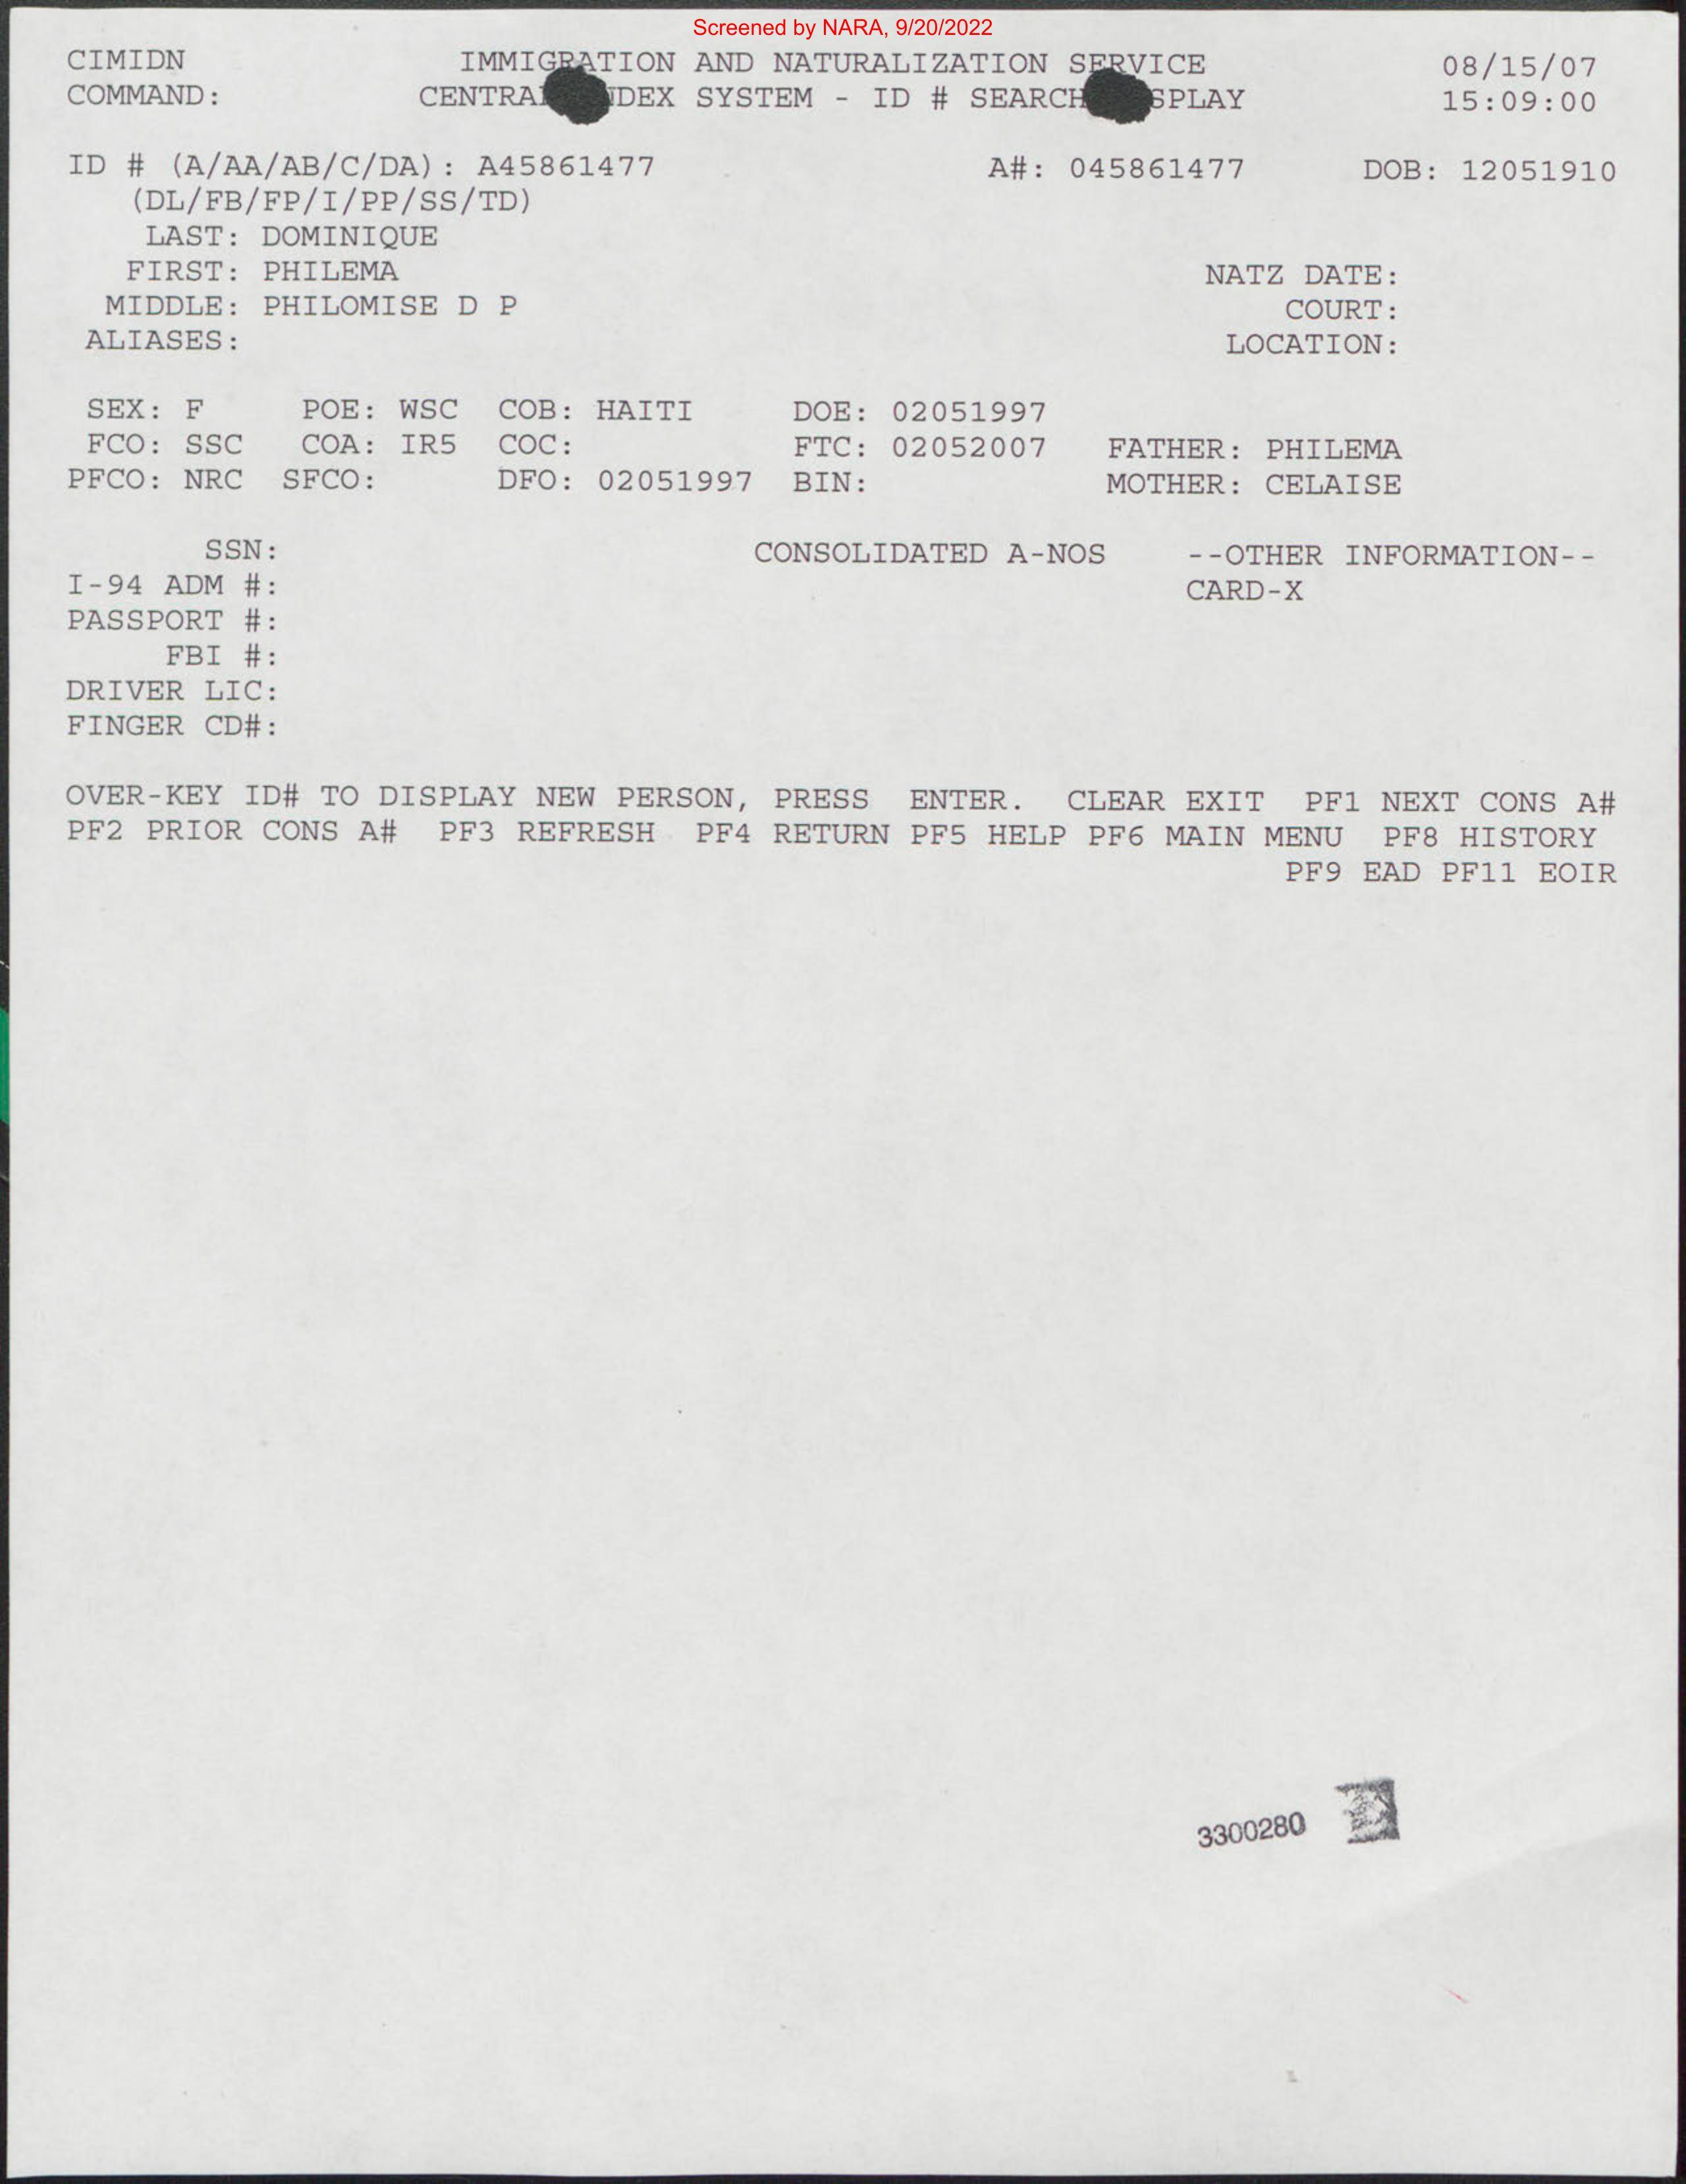 Screened by NARA, 9/20/2022
CIMIDN IMMIGRATION AND NATURALIZATION SERVICE 08/15/07
COMMAND: CENTRAL INDEX SYSTEM - ID # SEARCH DISPLAY 15:09:00
ID # (A/AA/AB/C/DA): A45861477 A#: 045861477 DOB: 12051910
(DL/FB/FP/I/PP/SS/TD)
LAST: DOMINIQUE
FIRST: PHILEMA NATZ DATE:
MIDDLE: PHILOMISE D P COURT:
ALIASES: LOCATION:
SEX: F POE: WSC COB: HAITI DOE: 02051997
FCO: SSC COA: IR5 COC: FTC: 02052007 FATHER: PHILEMA
PFCO: NRC SFCO: DFO: 02051997 BIN: MOTHER: CELAISE
SSN: CONSOLIDATED A-NOS --OTHER INFORMATION--
I-94 ADM #: CARD-X
PASSPORT #:
FBI #:
DRIVER LIC:
FINGER CD#:
OVER-KEY ID# TO DISPLAY NEW PERSON, PRESS ENTER. CLEAR EXIT PF1 NEXT CONS A#
PF2 PRIOR CONS A# PF3 REFRESH PF4 RETURN PF5 HELP PF6 MAIN MENU PF8 HISTORY
PF9 EAD PF11 EOIR
3300280